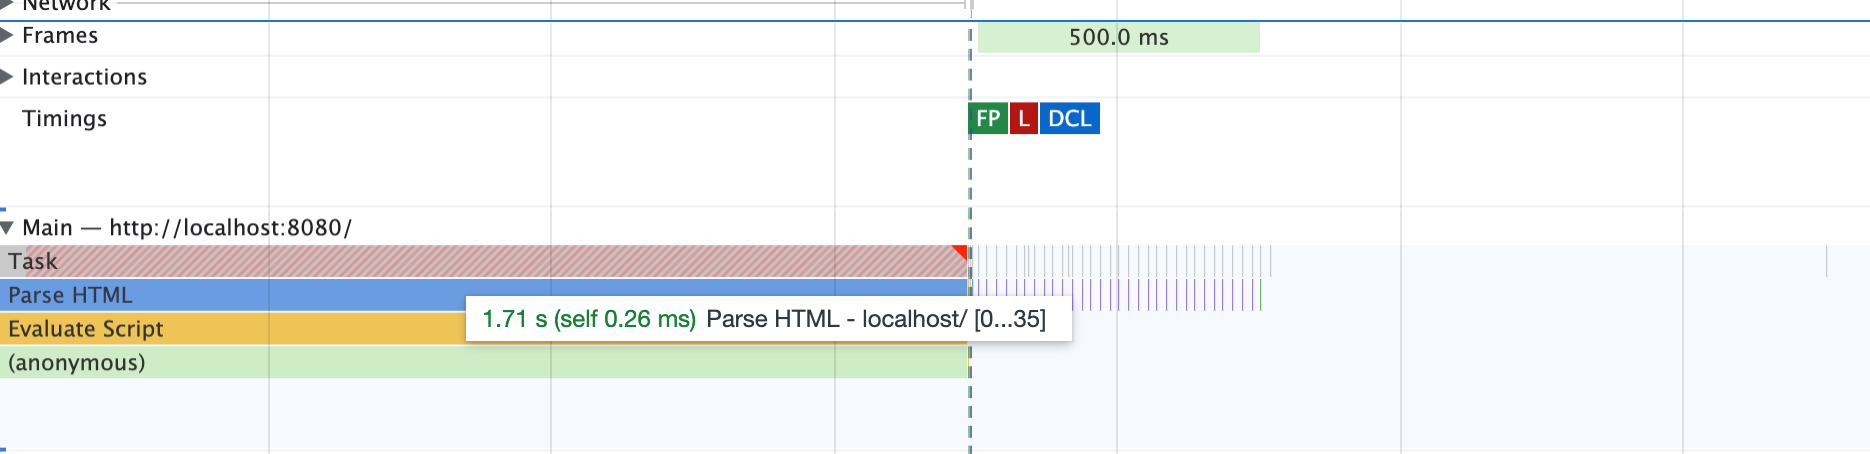 Network
Frames
500.0 ms
Interactions
Timings
FP L DCL
Main — http://localhost:8080/
Task
Parse HTML
1.71 s (self 0.26 ms) Parse HTML - localhost/ [0...35]
Evaluate Script
(anonymous)